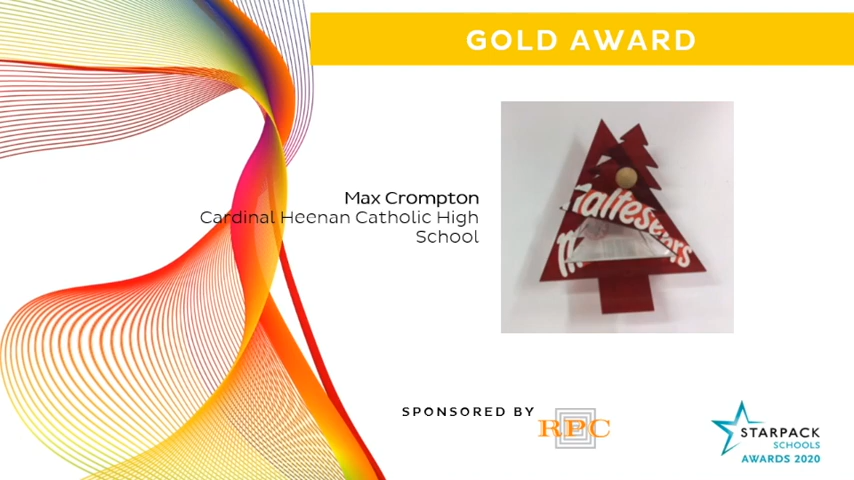 GOLD AWARD
Max Crompton
Cardinal Heenan Catholic High
School
Maltesers
SPONSORED BY
RPC
STARPACK
SCHOOLS
AWARDS 2020